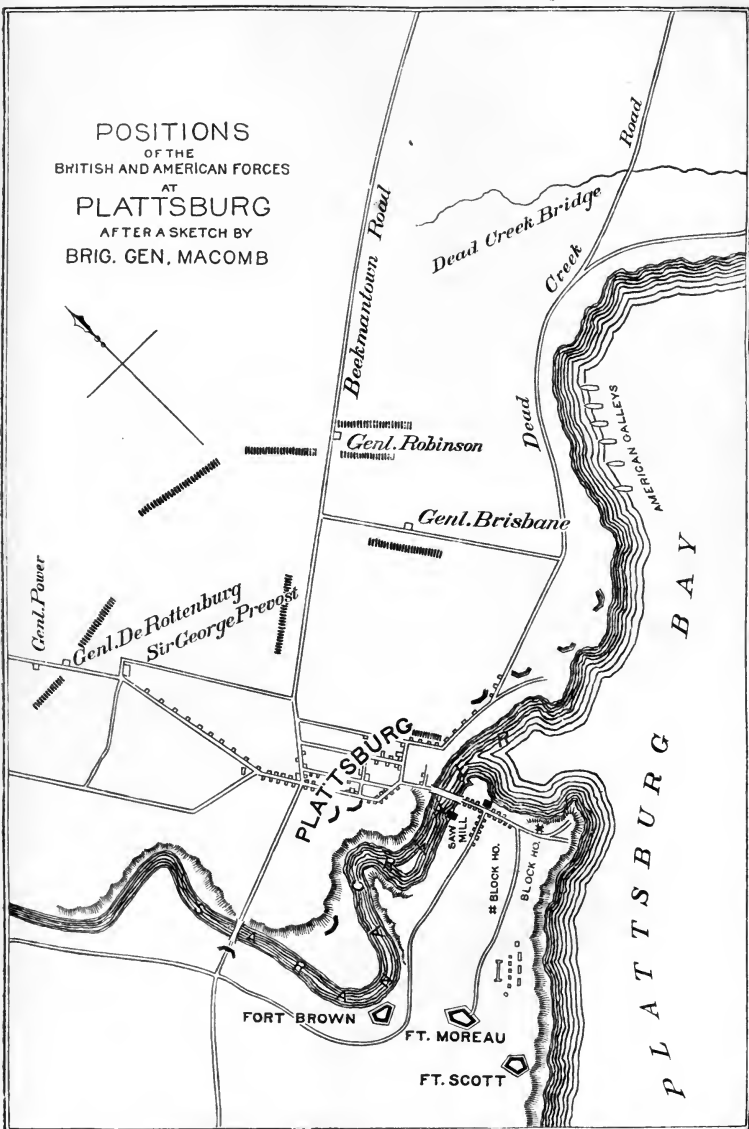 POSITIONS
OF THE
BRITISH AND AMERICAN FORCES
AT
PLATTSBURG
AFTER A SKETCH BY
BRIG. GEN, MACOMB
Beekmantown Road
Road
Dead Creek Bridge
Creek
Dead
AMERICAN GALLEYS
Genl. Robinson
Genl. Brisbane
Genl. Power
Genl. De Rottenburg
Sir George Prevost
PLATTSBURG
PLATTSBURG BAY
SAW
MILL
BLOCK HO.
BLOCK HO.
SARANAC
FORT BROWN
FT. MOREAU
FT. SCOTT